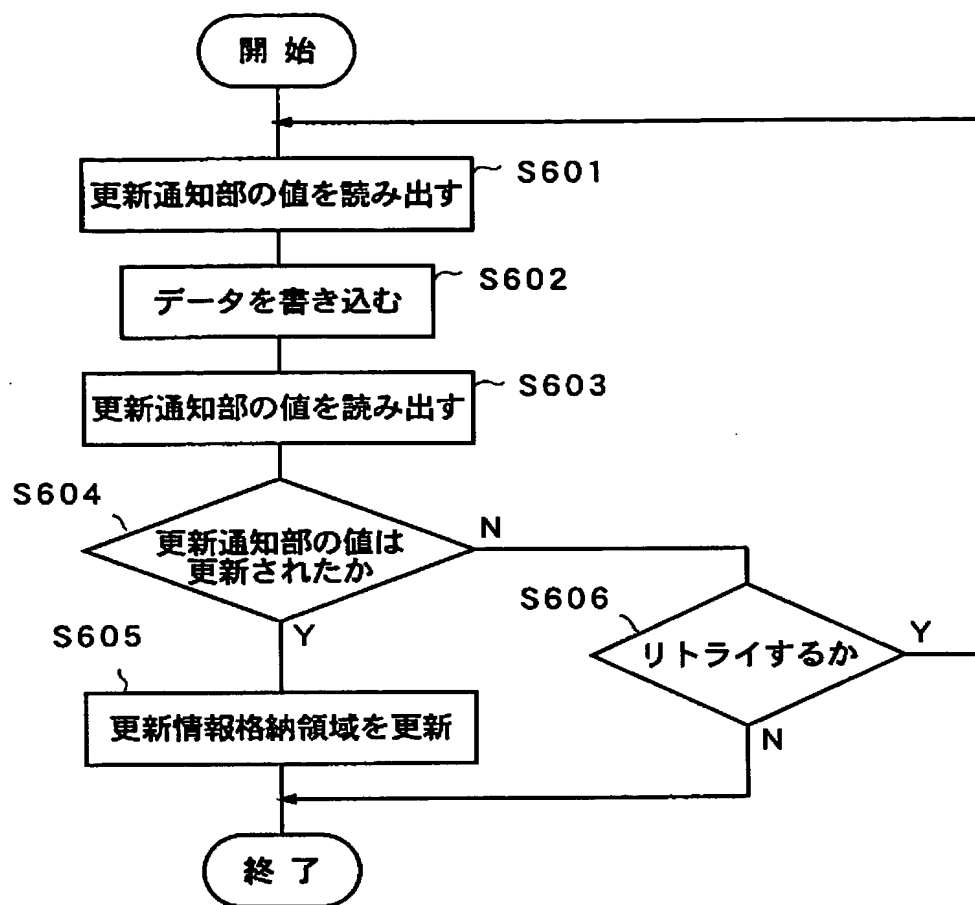 開始
更新通知部の値を読み出す
S601
データを書き込む
S602
更新通知部の値を読み出す
S603
S604
更新通知部の値は
更新されたか
N
Y
S606
リトライするか
Y
N
S605
更新情報格納領域を更新
終了